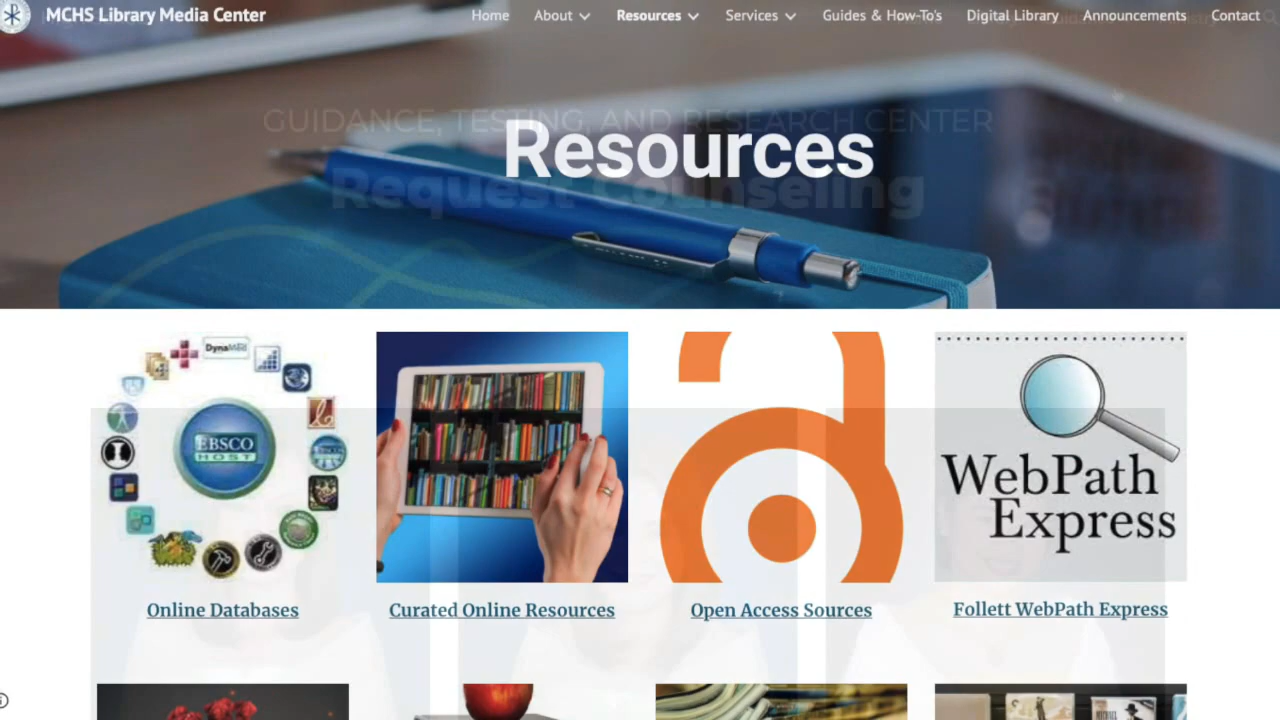 MCHS Library Media Center
Home About Resources Services Guides & How-To's Digital Library Announcements Contact
GUIDANCE, TESTING, AND RESEARCH CENTER
Resources
Request Counseling
DynaMed
EBSCO
HOST
WebPath
Express
Online Databases
Curated Online Resources
Open Access Sources
Follett WebPath Express